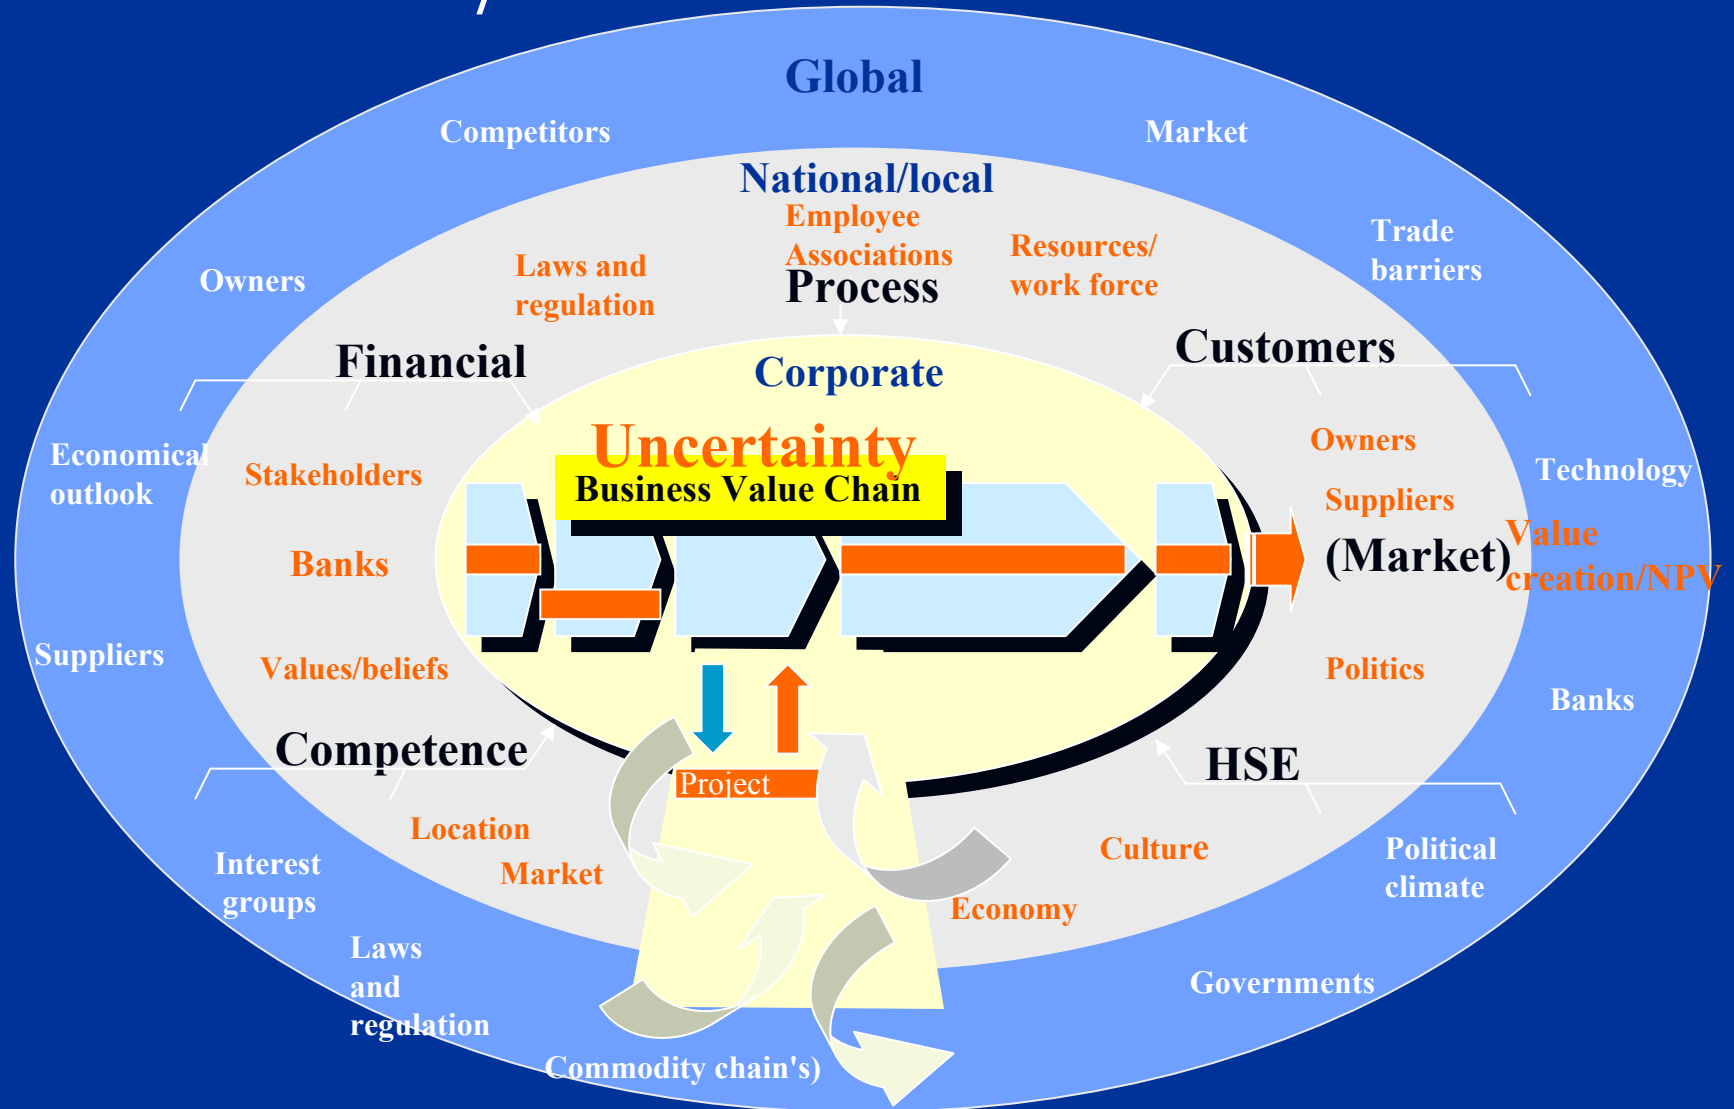 Global
Competitors
Market
National/local
Employee
Associations
Resources/
work force
Trade
barriers
Laws and
regulation
Owners
Process
Financial
Customers
Corporate
Uncertainty
Business Value Chain
Economical
outlook
Stakeholders
Owners
Technology
Suppliers
Banks
(Market)
Value
creation/NPV
Suppliers
Values/beliefs
Politics
Banks
Competence
HSE
Project
Location
Market
Culture
Political
climate
Interest
groups
Economy
Laws
and
regulation
Governments
Commodity chain's)